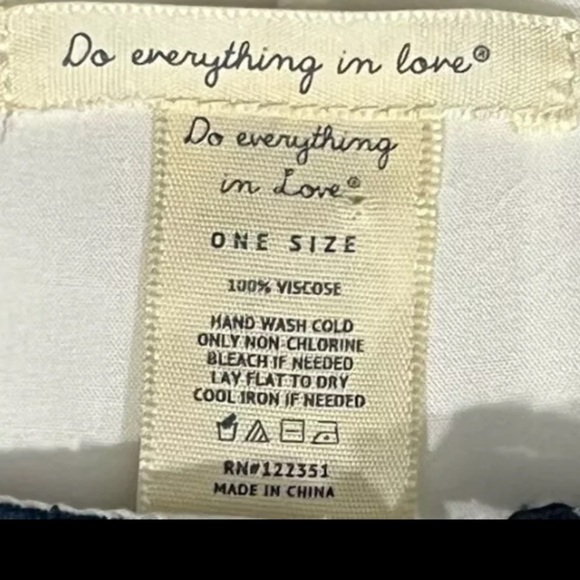 Do everything in love®
Do everything
in Love®
ONE SIZE
100% VISCOSE
HAND WASH COLD
ONLY NON-CHLORINE
BLEACH IF NEEDED
LAY FLAT TO DRY
COOL IRON IF NEEDED
RN#122351
MADE IN CHINA